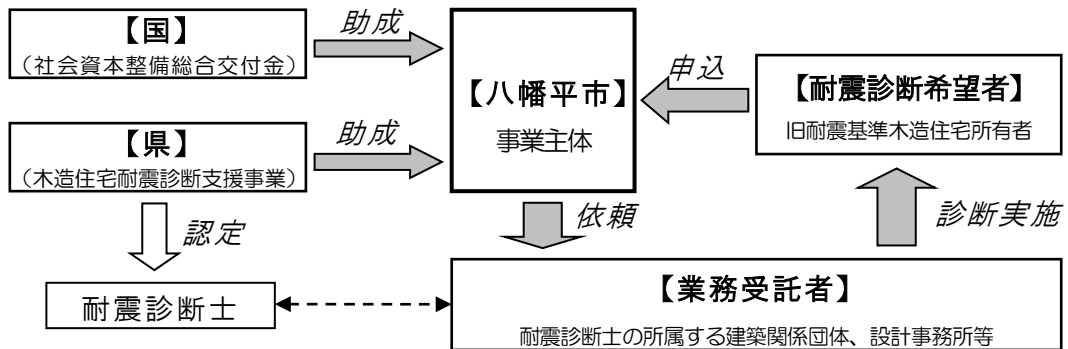 【国】
（社会資本整備総合交付金）
助成
【八幡平市】
事業主体
申込
【耐震診断希望者】
旧耐震基準木造住宅所有者
【県】
（木造住宅耐震診断支援事業）
助成
認定
依頼
診断実施
耐震診断士
【業務受託者】
耐震診断士の所属する建築関係団体、設計事務所等